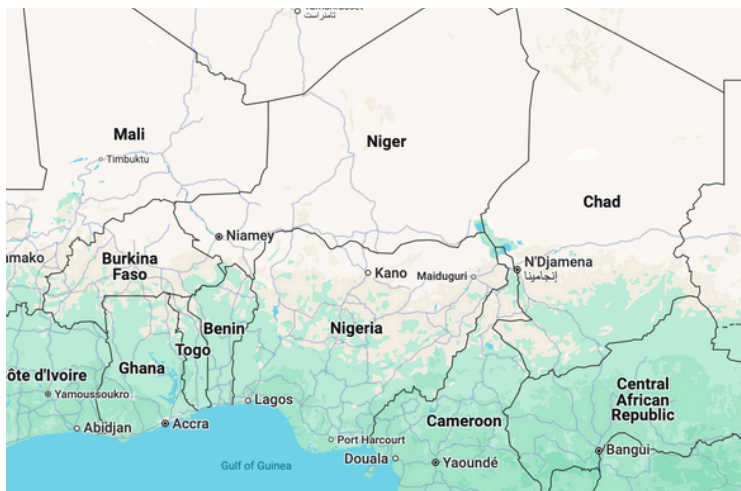 تامنراست
Mali
Timbuktu
Niger
Chad
Niamey
amako
Burkina
Faso
Kano
Maiduguri
N'Djamena
إنجامينا
Benin
Nigeria
Togo
Ghana
ôte d'Ivoire
Yamoussoukro
Central
African
Republic
Lagos
Abidjan
Accra
Cameroon
Port Harcourt
Bangui
Gulf of Guinea
Douala
Yaoundé